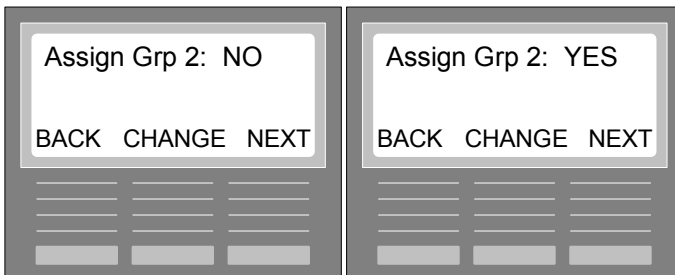 Assign Grp 2: NO
BACK CHANGE NEXT
Assign Grp 2: YES
BACK CHANGE NEXT